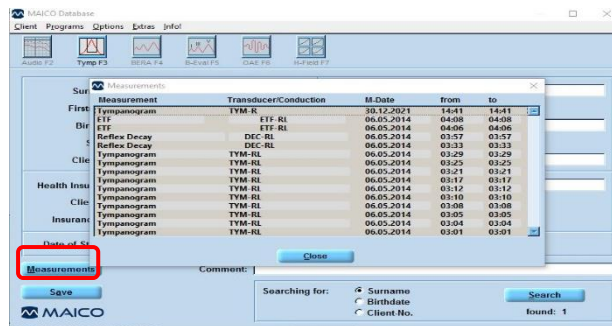 MAICO Database
Client Programs Options Extras Info!
Audio F2 Tymp F3 BERA F4 B-Eval F5 OAE F6 H-Field F7
Measurements
Measurement Transducer/Conduction M-Date from to
Tympanogram TYM-R 30.12.2021 14:41 14:41
ETF ETF-RL 06.05.2014 04:08 04:08
ETF ETF-RL 06.05.2014 04:06 04:06
Reflex Decay DEC-RL 06.05.2014 03:57 03:57
Reflex Decay DEC-RL 06.05.2014 03:33 03:33
Tympanogram TYM-RL 06.05.2014 03:29 03:29
Tympanogram TYM-RL 06.05.2014 03:25 03:25
Tympanogram TYM-RL 06.05.2014 03:21 03:21
Tympanogram TYM-RL 06.05.2014 03:17 03:17
Tympanogram TYM-RL 06.05.2014 03:12 03:12
Tympanogram TYM-RL 06.05.2014 03:10 03:10
Tympanogram TYM-RL 06.05.2014 03:08 03:08
Tympanogram TYM-RL 06.05.2014 03:05 03:05
Tympanogram TYM-RL 06.05.2014 03:04 03:04
Tympanogram TYM-RL 06.05.2014 03:01 03:01
Close
Sur
First
Bir
S
Clie
Health Insu
Clie
Insuran
Date of St
Measurements Comment:
Save Searching for: Surname Search
Birthdate
Client-No. found: 1
MAICO